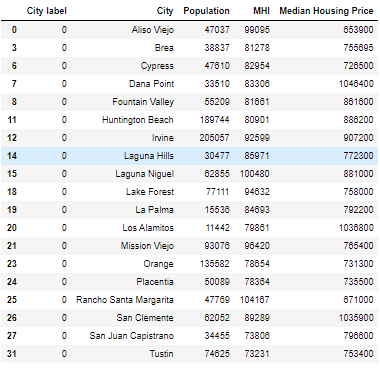 City label City Population MHI Median Housing Price
0 0 Aliso Viejo 47037 99095 653900
3 0 Brea 38837 81278 755695
6 0 Cypress 47610 82954 726500
7 0 Dana Point 33510 83306 1046400
8 0 Fountain Valley 55209 81661 861600
11 0 Huntington Beach 189744 80901 886200
12 0 Irvine 205057 92599 907200
14 0 Laguna Hills 30477 85971 772300
15 0 Laguna Niguel 62855 100480 881000
18 0 Lake Forest 77111 94632 758000
19 0 La Palma 15536 84693 792200
20 0 Los Alamitos 11442 79861 1036800
21 0 Mission Viejo 93076 96420 765400
23 0 Orange 135582 78654 731300
24 0 Placentia 50089 78364 735500
25 0 Rancho Santa Margarita 47769 104167 671000
26 0 San Clemente 62052 89289 1035900
27 0 San Juan Capistrano 34455 73806 796600
31 0 Tustin 74625 73231 753400